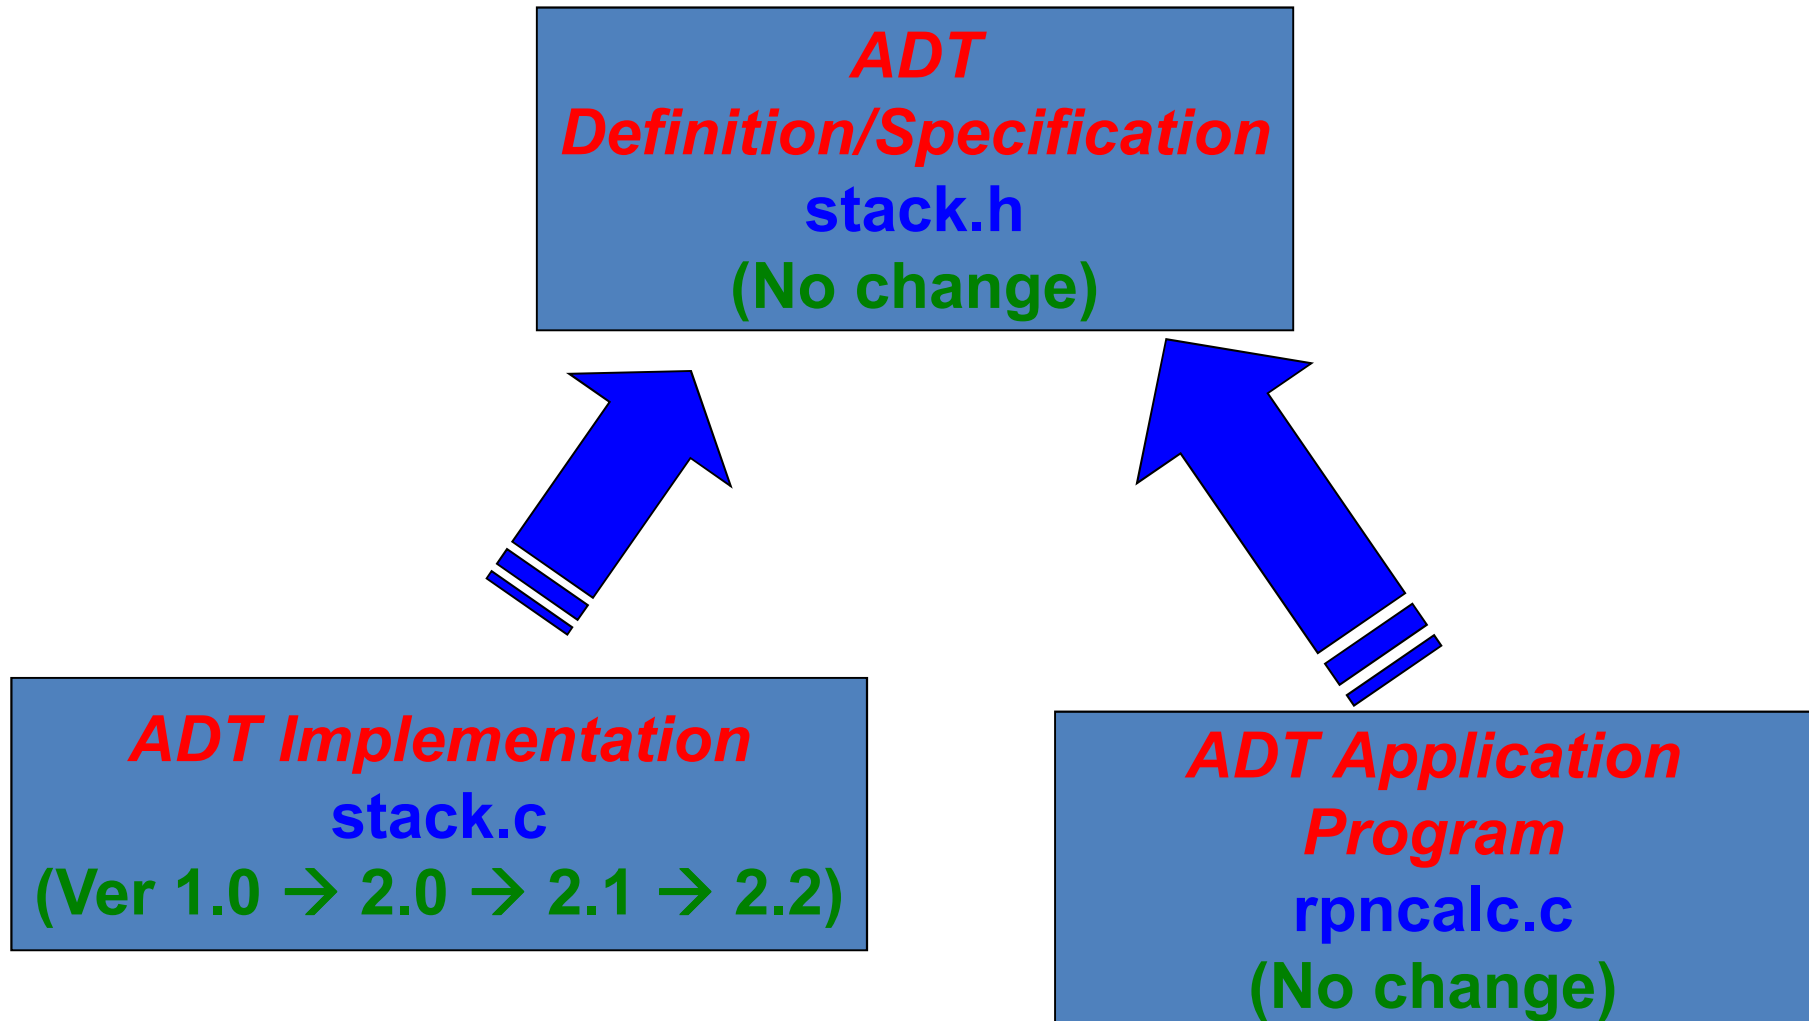 ADT
Definition/Specification
stack.h
(No change)
ADT Implementation
stack.c
(Ver 1.0 → 2.0 → 2.1 → 2.2)
ADT Application
Program
rpncalc.c
(No change)